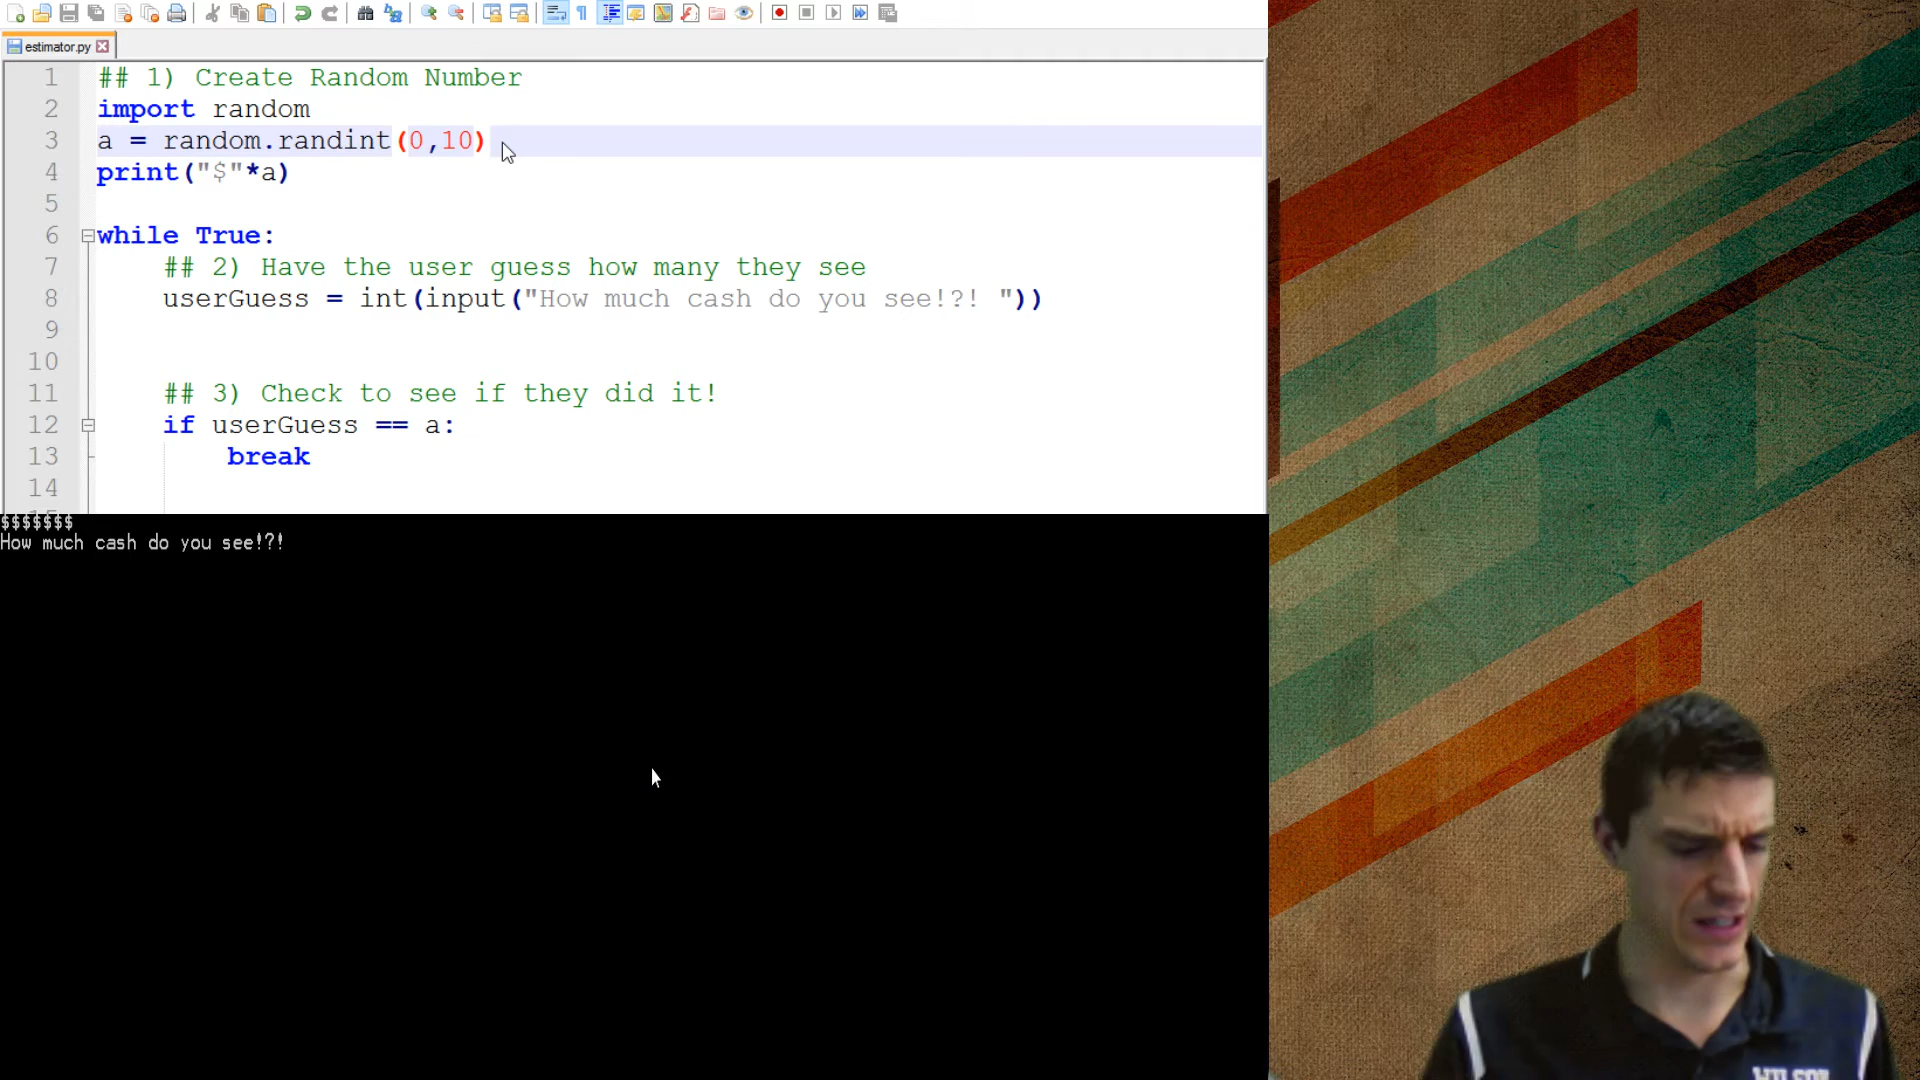 estimator.py
1 ## 1) Create Random Number
2 import random
3 a = random.randint(0,10)
4 print("$"*a)
5
6 while True:
7 ## 2) Have the user guess how many they see
8 userGuess = int(input("How much cash do you see!?! "))
9
10
11 ## 3) Check to see if they did it!
12 if userGuess == a:
13 break
14
$$$$$$$
How much cash do you see!?!